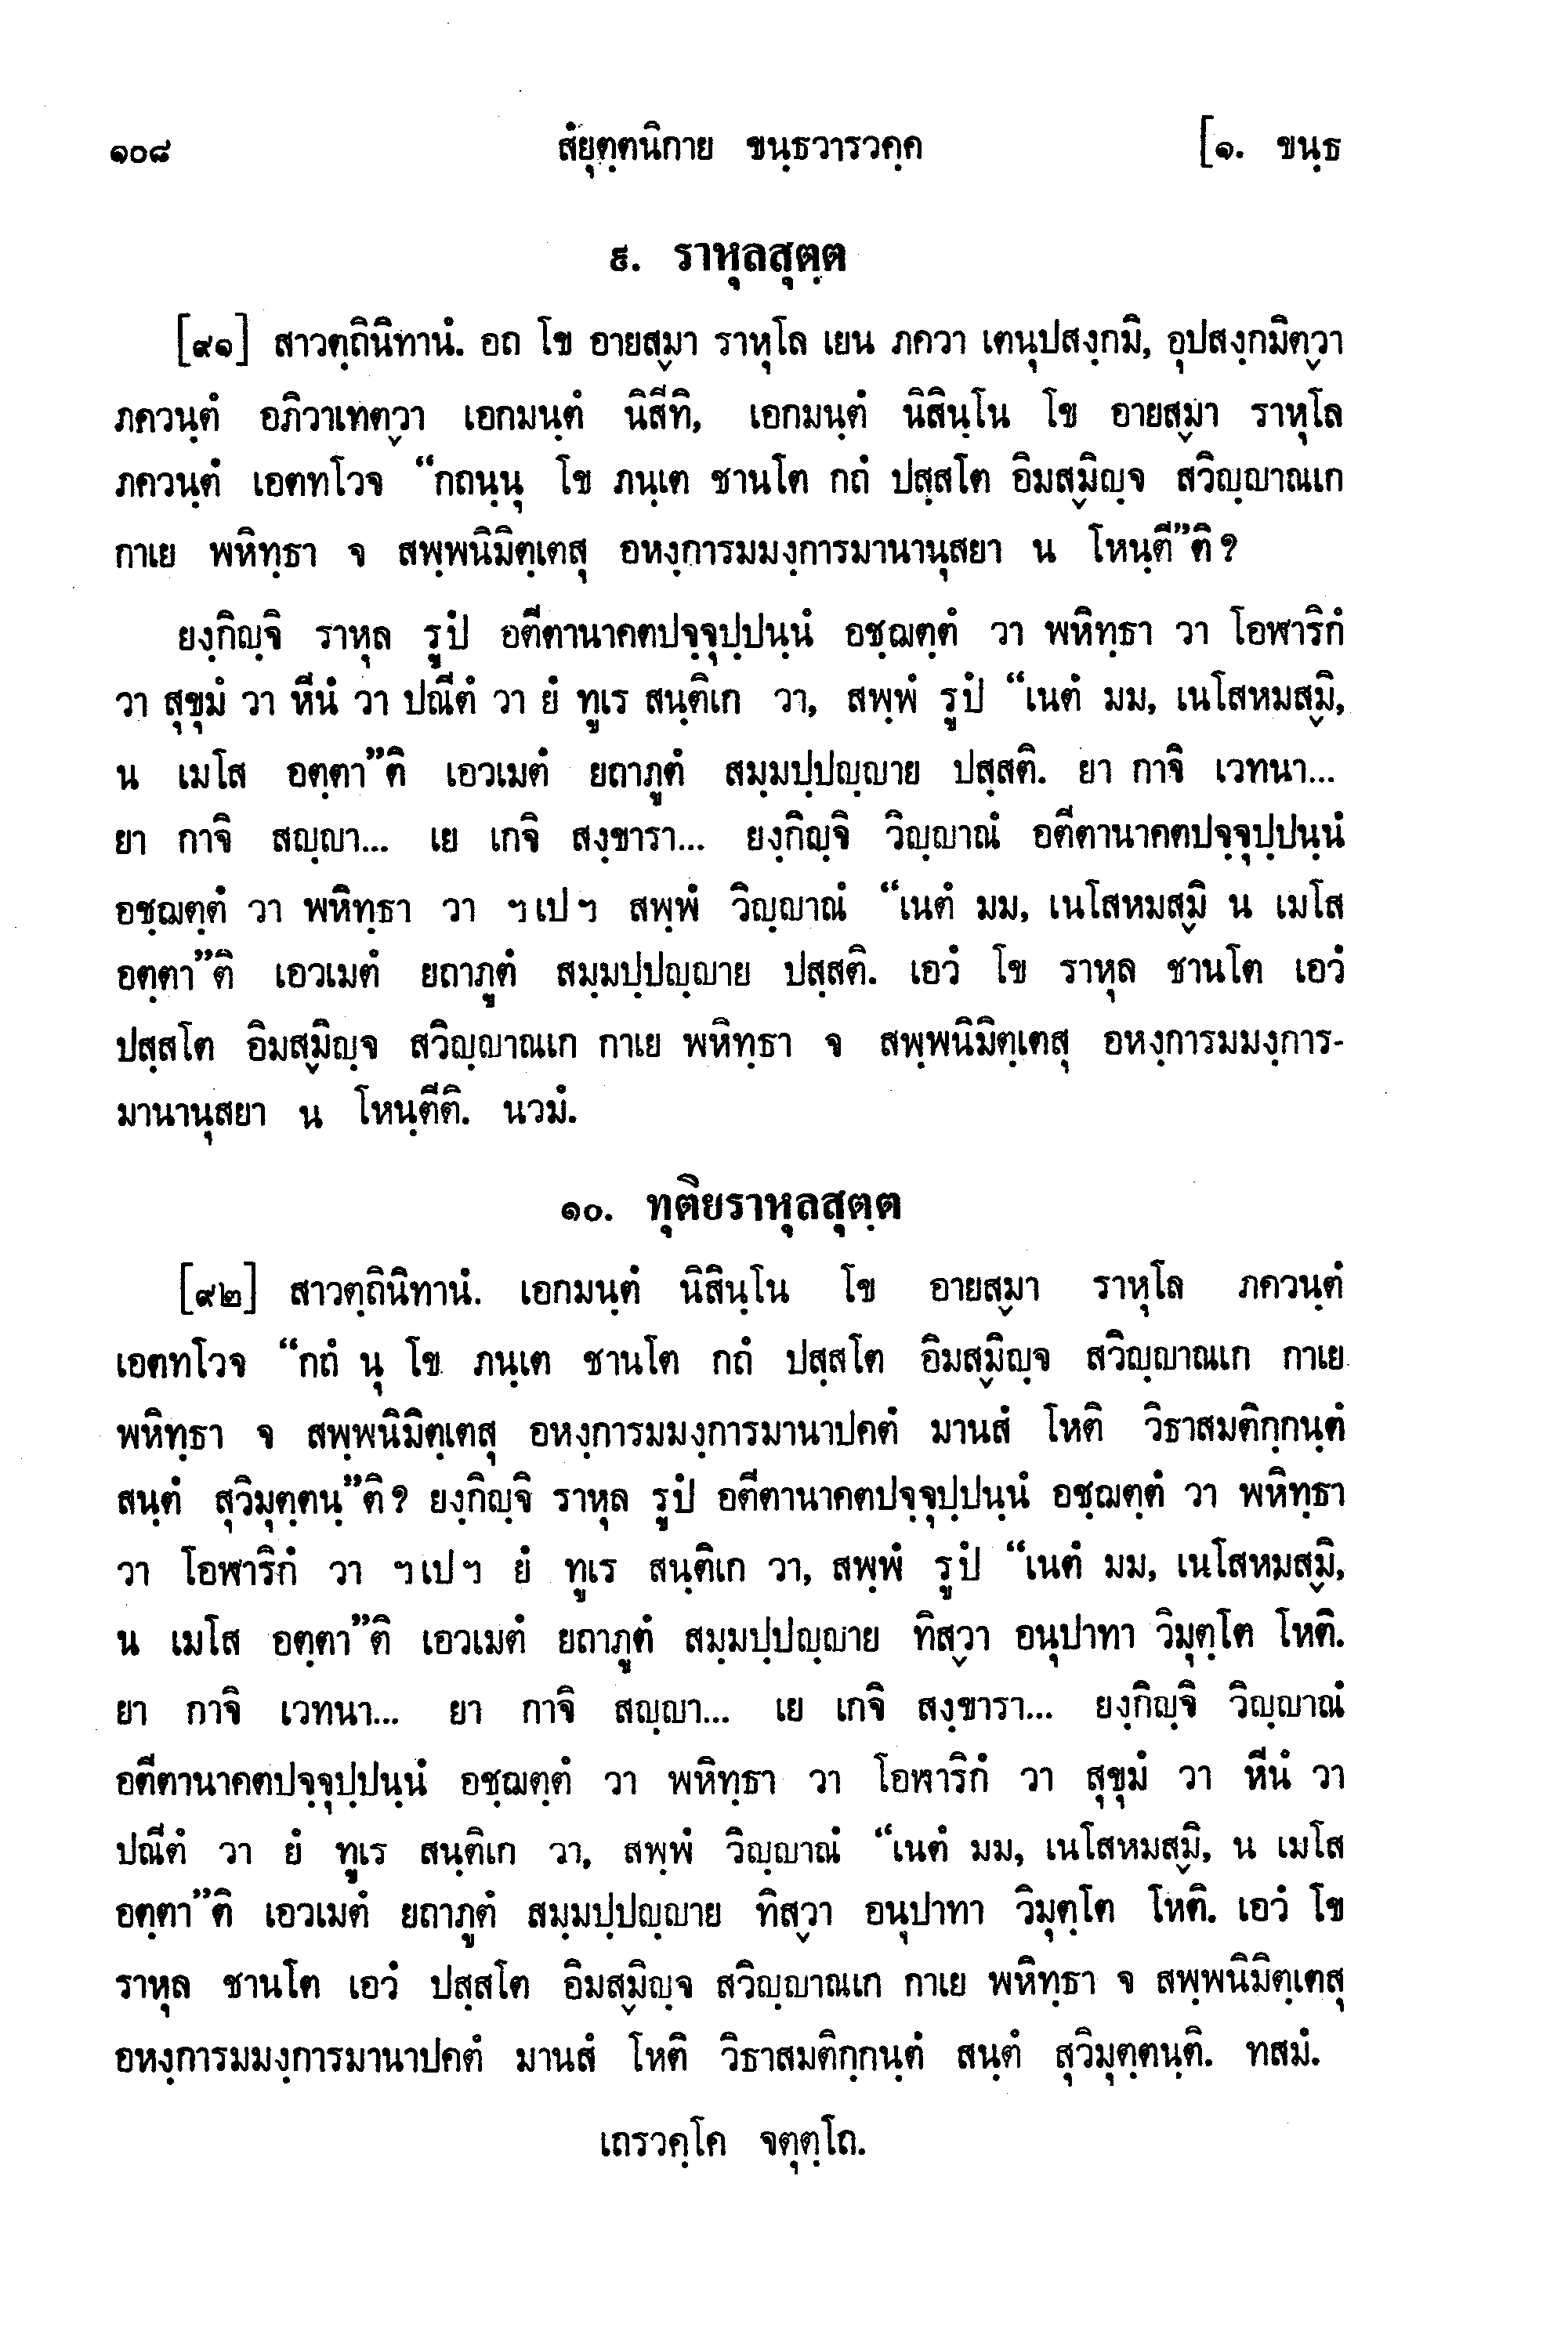 ๑๐๘ สํยุตฺตนิกาย ขนฺธวารวคฺค [๑. ขนฺธ
๙. ราหุลสุตฺต
[๙๑] สาวตฺถินิทานํ. อถ โข อายสฺมา ราหุโล เยน ภควา เตนุปสงฺกมิ, อุปสงฺกมิตฺวา
ภควนฺตํ อภิวาเทตฺวา เอกมนฺตํ นิสีทิ, เอกมนฺตํ นิสินฺโน โข อายสฺมา ราหุโล
ภควนฺตํ เอตทโวจ “กถนฺนุ โข ภนฺเต ชานโต กถํ ปสฺสโต อิมสฺมิญฺจ สวิญฺญาณเก
กาเย พหิทฺธา จ สพฺพนิมิตฺเตสุ อหงฺการมมงฺการมานานุสยา น โหนฺตี”ติ?
ยงฺกิญฺจิ ราหุล รูปํ อตีตานาคตปจฺจุปฺปนฺนํ อชฺฌตฺตํ วา พหิทฺธา วา โอฬาริกํ
วา สุขุมํ วา หีนํ วา ปณีตํ วา ยํ ทูเร สนฺติเก วา, สพฺพํ รูปํ “เนตํ มม, เนโสหมสฺมิ,
น เมโส อตฺตา”ติ เอวเมตํ ยถาภูตํ สมฺมปฺปญฺญาย ปสฺสติ. ยา กาจิ เวทนา...
ยา กาจิ สญฺญา... เย เกจิ สงฺขารา... ยงฺกิญฺจิ วิญฺญาณํ อตีตานาคตปจฺจุปฺปนฺนํ
อชฺฌตฺตํ วา พหิทฺธา วา ฯเปฯ สพฺพํ วิญฺญาณํ “เนตํ มม, เนโสหมสฺมิ น เมโส
อตฺตา”ติ เอวเมตํ ยถาภูตํ สมฺมปฺปญฺญาย ปสฺสติ. เอวํ โข ราหุล ชานโต เอวํ
ปสฺสโต อิมสฺมิญฺจ สวิญฺญาณเก กาเย พหิทฺธา จ สพฺพนิมิตฺเตสุ อหงฺการมมงฺการ-
มานานุสยา น โหนฺตีติ. นวมํ.
๑๐. ทุติยราหุลสุตฺต
[๙๒] สาวตฺถินิทานํ. เอกมนฺตํ นิสินฺโน โข อายสฺมา ราหุโล ภควนฺตํ
เอตทโวจ “กถํ นุ โข ภนฺเต ชานโต กถํ ปสฺสโต อิมสฺมิญฺจ สวิญฺญาณเก กาเย
พหิทฺธา จ สพฺพนิมิตฺเตสุ อหงฺการมมงฺการมานาปคตํ มานสํ โหติ วิธาสมติกฺกนฺตํ
สนฺตํ สุวิมุตฺตนฺ”ติ? ยงฺกิญฺจิ ราหุล รูปํ อตีตานาคตปจฺจุปฺปนฺนํ อชฺฌตฺตํ วา พหิทฺธา
วา โอฬาริกํ วา ฯเปฯ ยํ ทูเร สนฺติเก วา, สพฺพํ รูปํ “เนตํ มม, เนโสหมสฺมิ,
น เมโส อตฺตา”ติ เอวเมตํ ยถาภูตํ สมฺมปฺปญฺญาย ทิสฺวา อนุปาทา วิมุตฺโต โหติ.
ยา กาจิ เวทนา... ยา กาจิ สญฺญา... เย เกจิ สงฺขารา... ยงฺกิญฺจิ วิญฺญาณํ
อตีตานาคตปจฺจุปฺปนฺนํ อชฺฌตฺตํ วา พหิทฺธา วา โอฬาริกํ วา สุขุมํ วา หีนํ วา
ปณีตํ วา ยํ ทูเร สนฺติเก วา, สพฺพํ วิญฺญาณํ “เนตํ มม, เนโสหมสฺมิ, น เมโส
อตฺตา”ติ เอวเมตํ ยถาภูตํ สมฺมปฺปญฺญาย ทิสฺวา อนุปาทา วิมุตฺโต โหติ. เอวํ โข
ราหุล ชานโต เอวํ ปสฺสโต อิมสฺมิญฺจ สวิญฺญาณเก กาเย พหิทฺธา จ สพฺพนิมิตฺเตสุ
อหงฺการมมงฺการมานาปคตํ มานสํ โหติ วิธาสมติกฺกนฺตํ สนฺตํ สุวิมุตฺตนฺติ. ทสมํ.
เถรวคฺโค จตุตฺโถ.